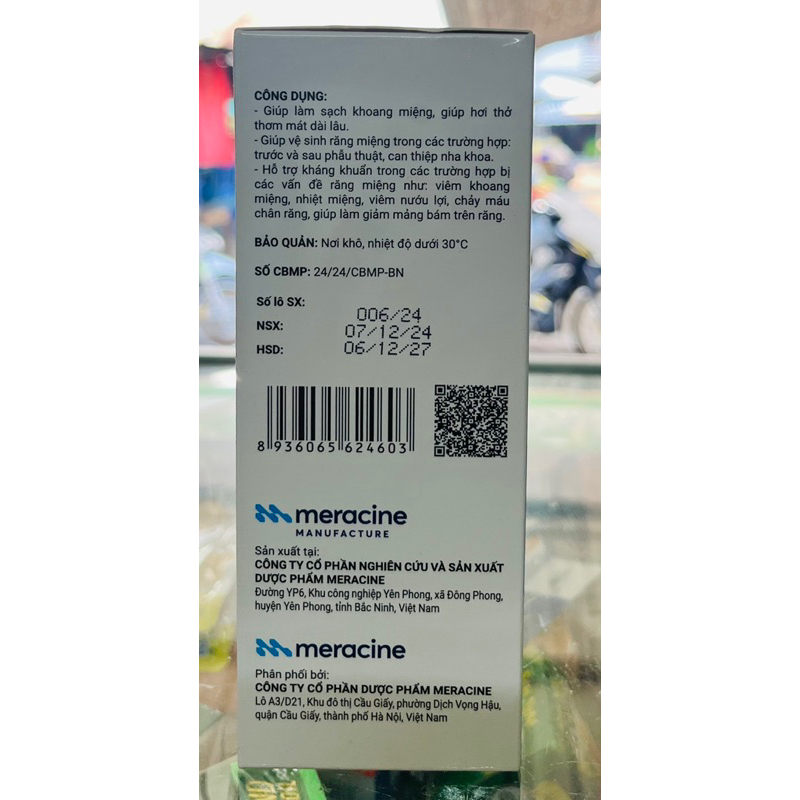 CÔNG DỤNG:
- Giúp làm sạch khoang miệng, giúp hơi thở
thơm mát dài lâu.
- Giúp vệ sinh răng miệng trong các trường hợp:
trước và sau phẫu thuật, can thiệp nha khoa.
- Hỗ trợ kháng khuẩn trong các trường hợp bị
các vấn đề răng miệng như: viêm khoang
miệng, nhiệt miệng, viêm nướu lợi, chảy máu
chân răng, giúp làm giảm mảng bám trên răng.
BẢO QUẢN: Nơi khô, nhiệt độ dưới 30°C
SỐ CBMP: 24/24/CBMP-BN
Số lô SX: 006/24
NSX: 07/12/24
HSD: 06/12/27
8 936065 624603
meracine
MANUFACTURE
Sản xuất tại:
CÔNG TY CỔ PHẦN NGHIÊN CỨU VÀ SẢN XUẤT
DƯỢC PHẨM MERACINE
Đường YP6, Khu công nghiệp Yên Phong, xã Đông Phong,
huyện Yên Phong, tỉnh Bắc Ninh, Việt Nam
meracine
Phân phối bởi:
CÔNG TY CỔ PHẦN DƯỢC PHẨM MERACINE
Lô A3/D21, Khu đô thị Cầu Giấy, phường Dịch Vọng Hậu,
quận Cầu Giấy, thành phố Hà Nội, Việt Nam